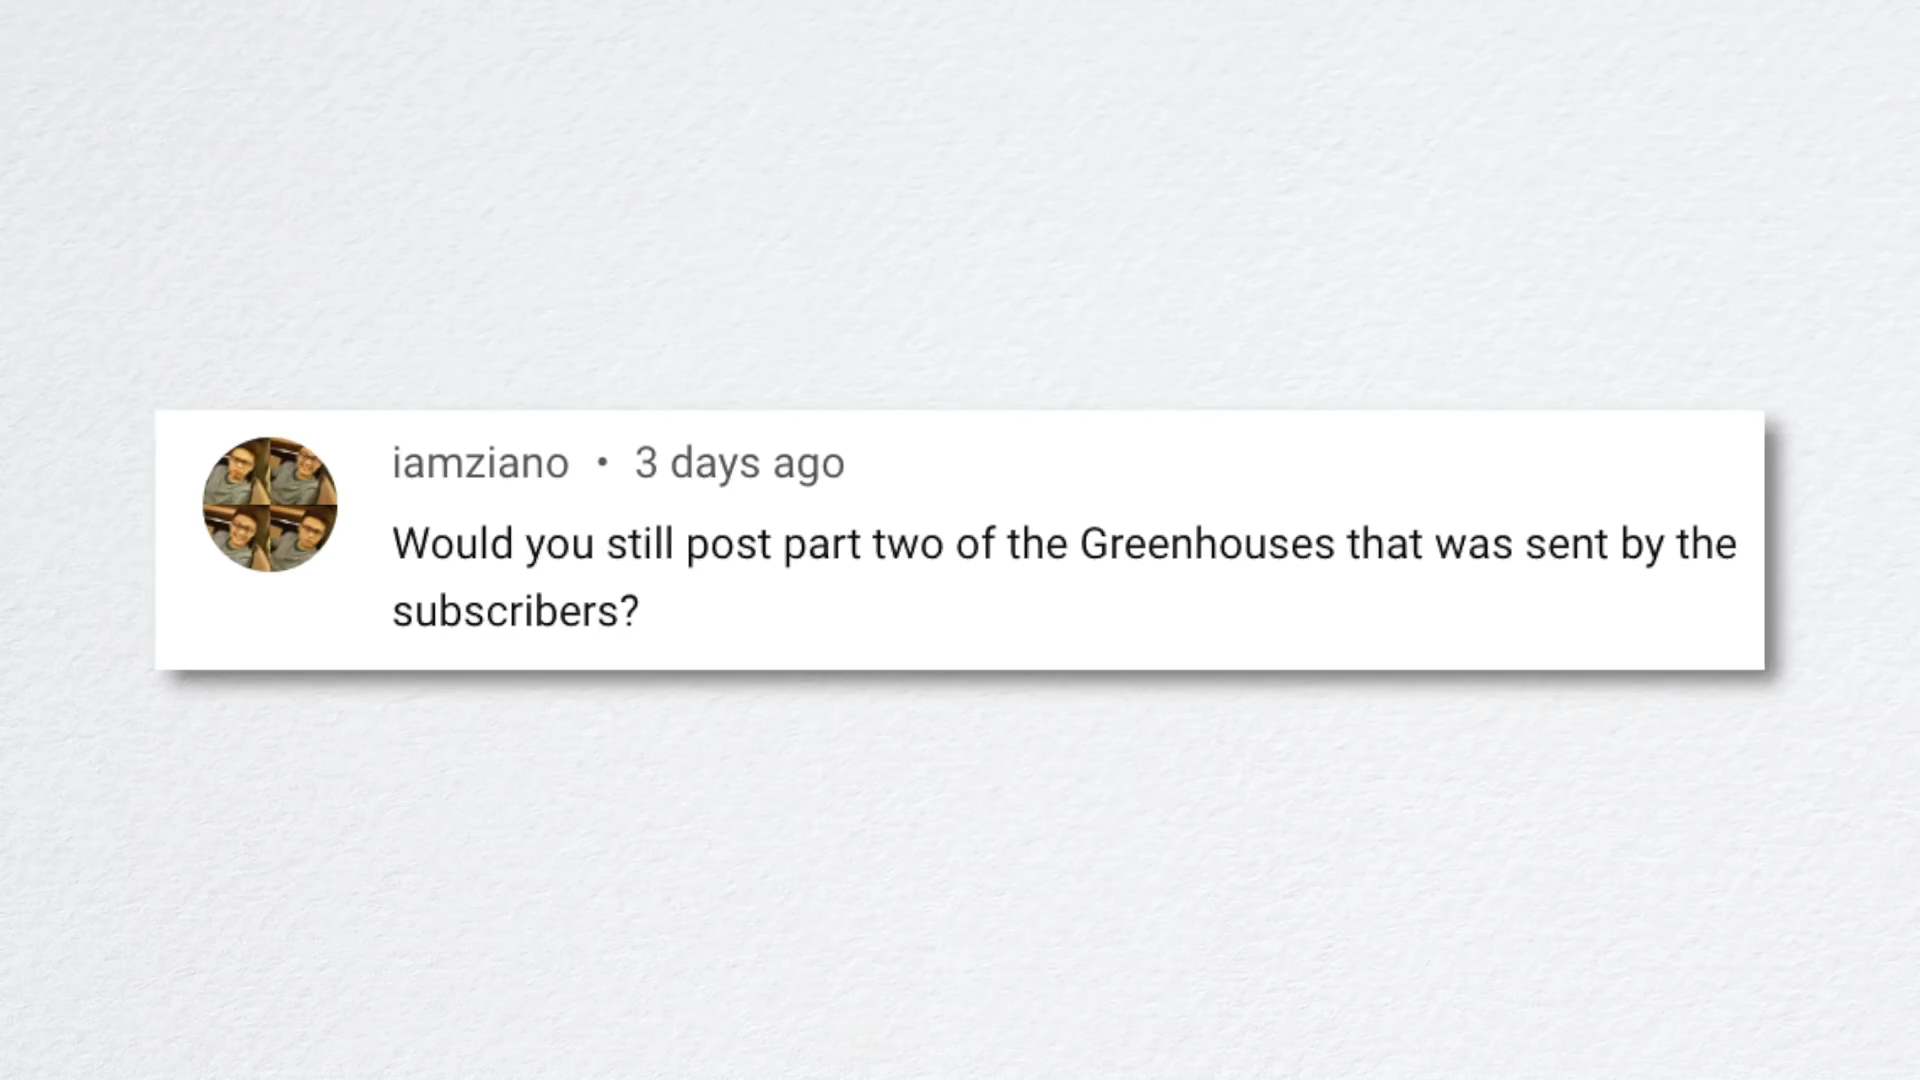 iamziano • 3 days ago
Would you still post part two of the Greenhouses that was sent by the
subscribers?